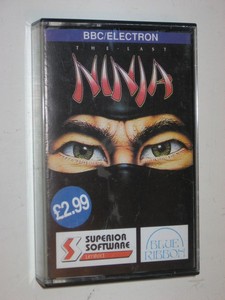 BBC/ELECTRON
THE LAST
NINJA
£2.99
SUPERIOR
SOFTWARE
BLUE
RIBBON